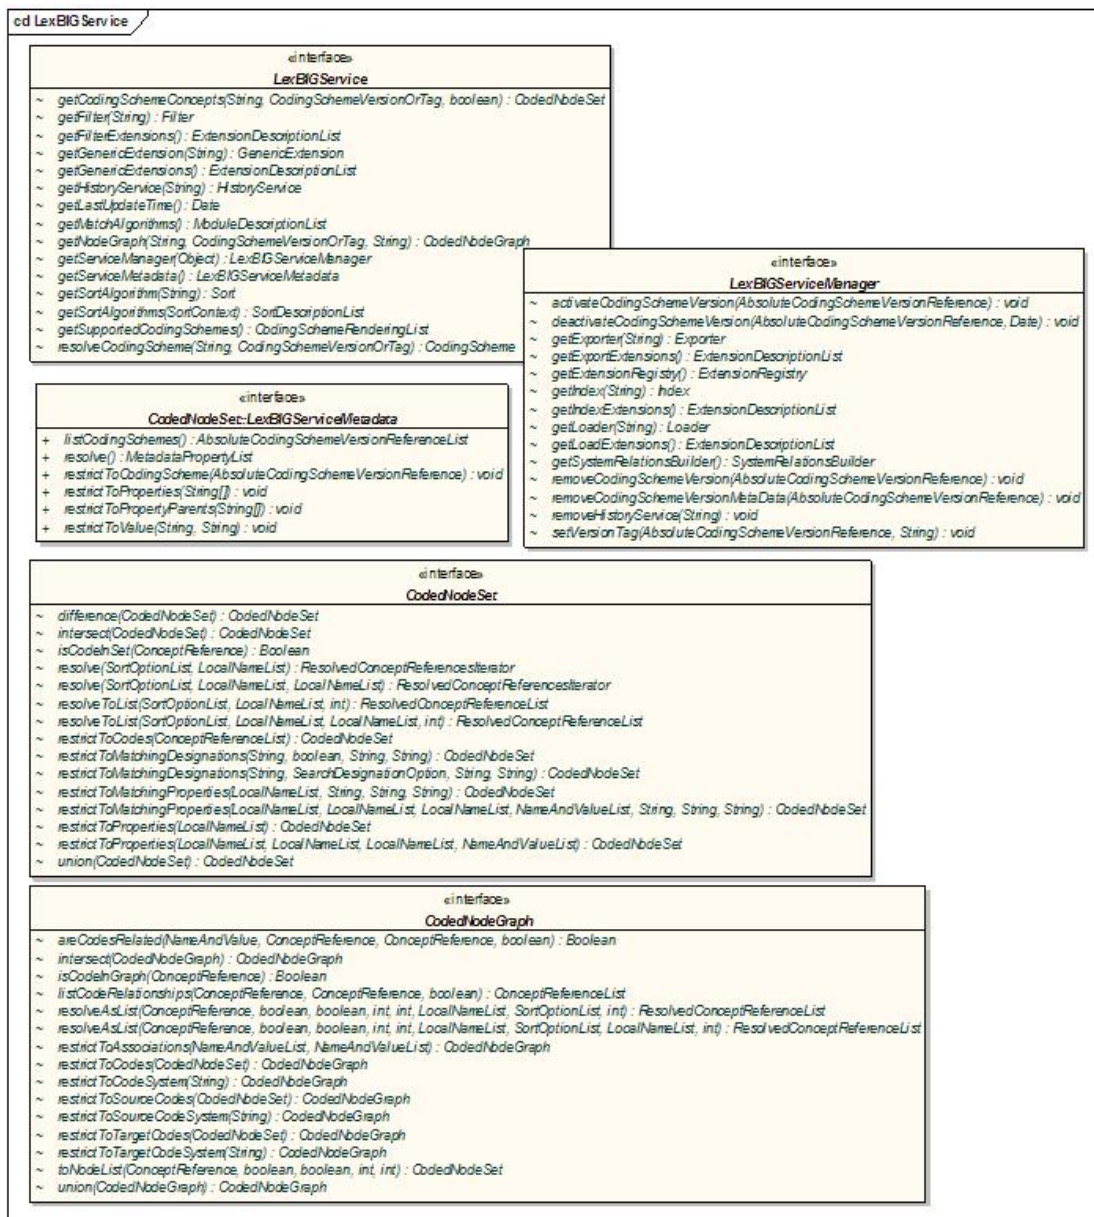 cd LexBIGService
«interface»
LexBIGService
~ getCodingSchemeConcepts(String, CodingSchemeVersionOrTag, boolean) : CodedNodeSet
~ getFilter(String) : Filter
~ getFilterExtensions() : ExtensionDescriptionList
~ getGenericExtension(String) : GenericExtension
~ getGenericExtensions() : ExtensionDescriptionList
~ getHistoryService(String) : HistoryService
~ getLastUpdateTime() : Date
~ getMatchAlgorithms() : ModuleDescriptionList
~ getNodeGraph(String, CodingSchemeVersionOrTag, String) : CodedNodeGraph
~ getServiceManager(Object) : LexBIGServiceManager
~ getServiceMetadata() : LexBIGServiceMetadata
~ getSortAlgorithm(String) : Sort
~ getSortAlgorithms(SortContext) : SortDescriptionList
~ getSupportedCodingSchemes() : CodingSchemeRenderingList
~ resolveCodingScheme(String, CodingSchemeVersionOrTag) : CodingScheme
«interface»
LexBIGServiceManager
~ activateCodingSchemeVersion(AbsoluteCodingSchemeVersionReference) : void
~ deactivateCodingSchemeVersion(AbsoluteCodingSchemeVersionReference, Date) : void
~ getExporter(String) : Exporter
~ getExportExtensions() : ExtensionDescriptionList
~ getExtensionRegistry() : ExtensionRegistry
~ getIndex(String) : Index
~ getIndexExtensions() : ExtensionDescriptionList
~ getLoader(String) : Loader
~ getLoadExtensions() : ExtensionDescriptionList
~ getSystemRelationsBuilder() : SystemRelationsBuilder
~ removeCodingSchemeVersion(AbsoluteCodingSchemeVersionReference) : void
~ removeCodingSchemeVersionMetaData(AbsoluteCodingSchemeVersionReference) : void
~ removeHistoryService(String) : void
~ setVersionTag(AbsoluteCodingSchemeVersionReference, String) : void
«interface»
CodedNodeSet::LexBIGServiceMetadata
+ listCodingSchemes() : AbsoluteCodingSchemeVersionReferenceList
+ resolve() : MetadataPropertyList
+ restrictToCodingScheme(AbsoluteCodingSchemeVersionReference) : void
+ restrictToProperties(String[]) : void
+ restrictToPropertyParents(String[]) : void
+ restrictToValue(String, String) : void
«interface»
CodedNodeSet
~ difference(CodedNodeSet) : CodedNodeSet
~ intersect(CodedNodeSet) : CodedNodeSet
~ isCodeInSet(ConceptReference) : Boolean
~ resolve(SortOptionList, LocalNameList) : ResolvedConceptReferencesIterator
~ resolve(SortOptionList, LocalNameList, LocalNameList) : ResolvedConceptReferencesIterator
~ resolveToList(SortOptionList, LocalNameList, int) : ResolvedConceptReferenceList
~ resolveToList(SortOptionList, LocalNameList, LocalNameList, int) : ResolvedConceptReferenceList
~ restrictToCodes(ConceptReferenceList) : CodedNodeSet
~ restrictToMatchingDesignations(String, boolean, String, String) : CodedNodeSet
~ restrictToMatchingDesignations(String, SearchDesignationOption, String, String) : CodedNodeSet
~ restrictToMatchingProperties(LocalNameList, String, String, String) : CodedNodeSet
~ restrictToMatchingProperties(LocalNameList, LocalNameList, LocalNameList, NameAndValueList, String, String, String) : CodedNodeSet
~ restrictToProperties(LocalNameList) : CodedNodeSet
~ restrictToProperties(LocalNameList, LocalNameList, LocalNameList, NameAndValueList) : CodedNodeSet
~ union(CodedNodeSet) : CodedNodeSet
«interface»
CodedNodeGraph
~ areCodesRelated(NameAndValue, ConceptReference, ConceptReference, boolean) : Boolean
~ intersect(CodedNodeGraph) : CodedNodeGraph
~ isCodeInGraph(ConceptReference) : Boolean
~ listCodeRelationships(ConceptReference, ConceptReference, boolean) : ConceptReferenceList
~ resolveAsList(ConceptReference, boolean, boolean, int, int, LocalNameList, SortOptionList, int) : ResolvedConceptReferenceList
~ resolveAsList(ConceptReference, boolean, boolean, int, int, LocalNameList, SortOptionList, LocalNameList, int) : ResolvedConceptReferenceList
~ restrictToAssociations(NameAndValueList, NameAndValueList) : CodedNodeGraph
~ restrictToCodes(CodedNodeSet) : CodedNodeGraph
~ restrictToCodeSystem(String) : CodedNodeGraph
~ restrictToSourceCodes(CodedNodeSet) : CodedNodeGraph
~ restrictToSourceCodeSystem(String) : CodedNodeGraph
~ restrictToTargetCodes(CodedNodeSet) : CodedNodeGraph
~ restrictToTargetCodeSystem(String) : CodedNodeGraph
~ toNodeList(ConceptReference, boolean, boolean, int, int) : CodedNodeSet
~ union(CodedNodeGraph) : CodedNodeGraph